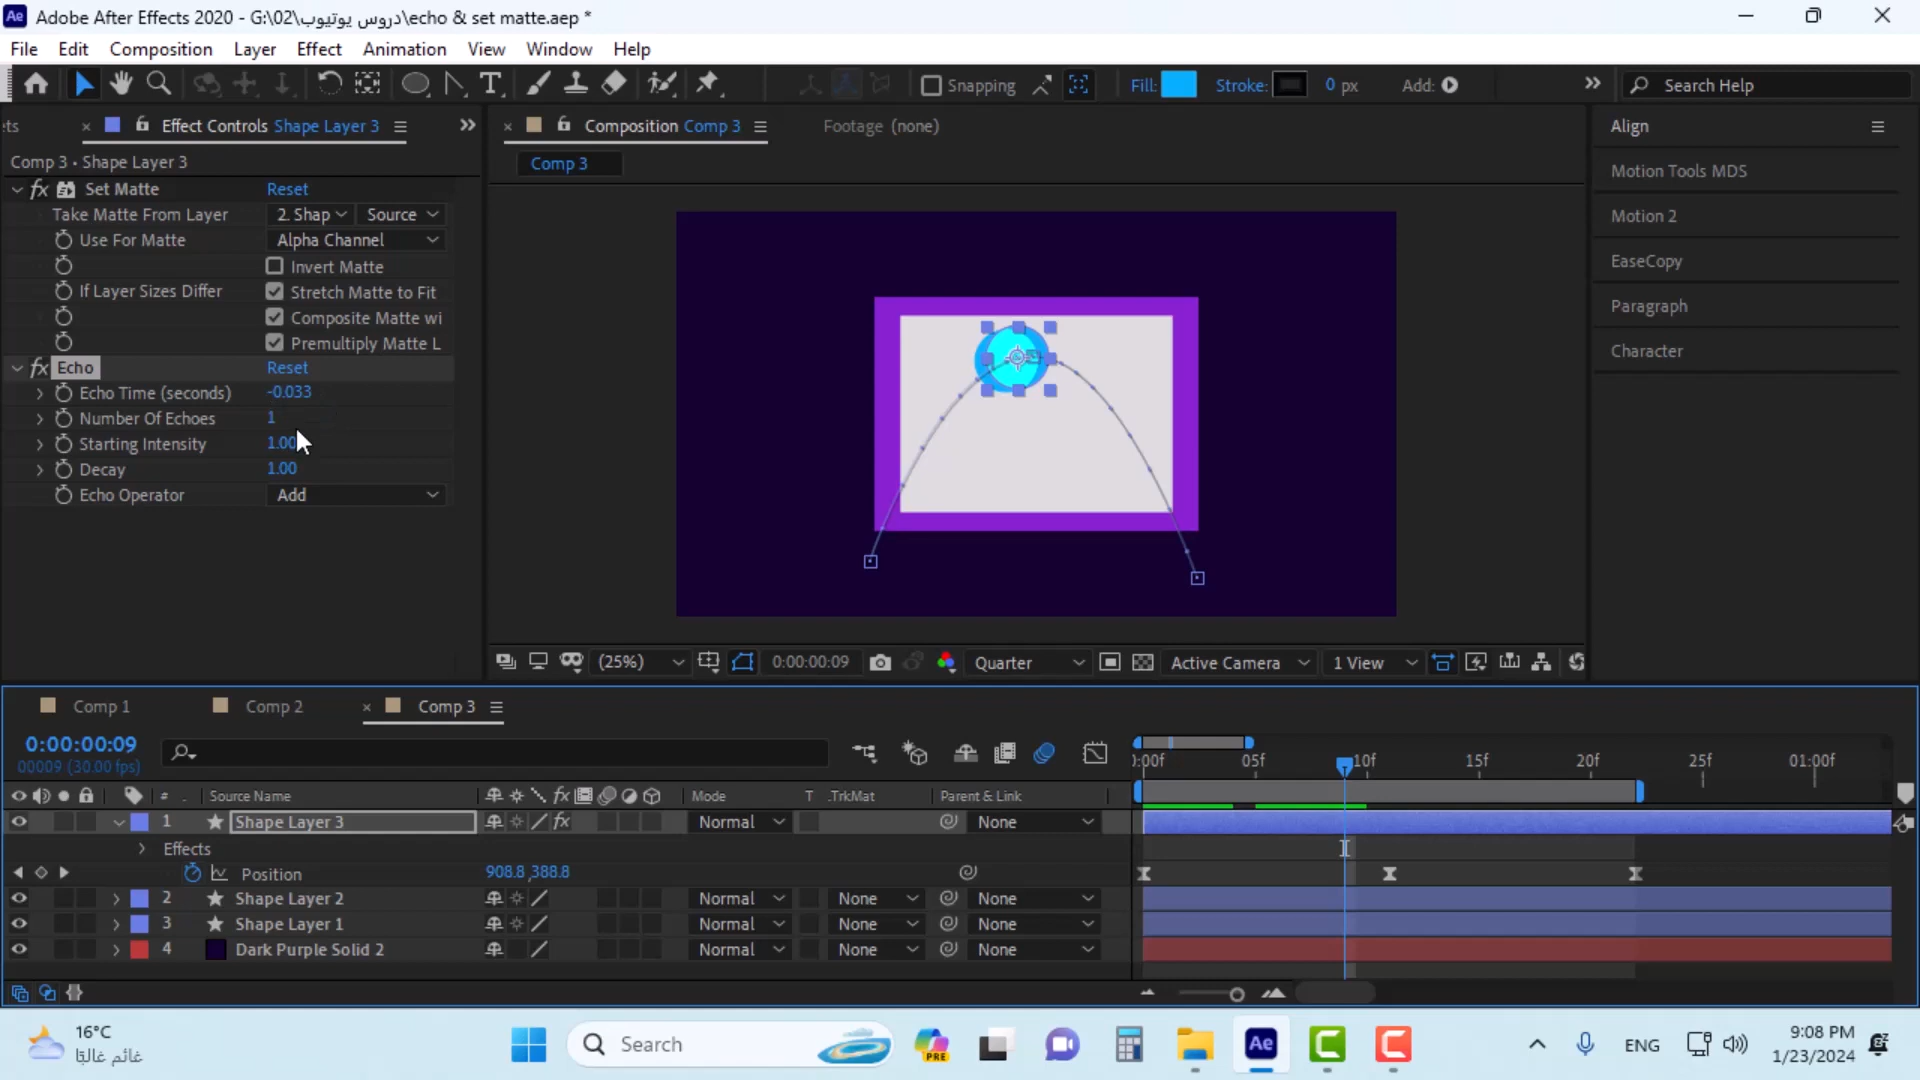 Adobe After Effects 2020 - G:\02\دروس يوتيوب\echo & set matte.aep *
File Edit Composition Layer Effect Animation View Window Help
Snapping Fill: Stroke: 0 px Add: Search Help
ets Effect Controls Shape Layer 3 Composition Comp 3 Footage (none) Align
Comp 3 • Shape Layer 3
Comp 3
Motion Tools MDS
Motion 2
EaseCopy
Paragraph
Character
fx Set Matte Reset
Take Matte From Layer 2. Shap Source
Use For Matte Alpha Channel
Invert Matte
If Layer Sizes Differ Stretch Matte to Fit
Composite Matte wi
Premultiply Matte L
fx Echo Reset
Echo Time (seconds) -0.033
Number Of Echoes 1
Starting Intensity 1.00
Decay 1.00
Echo Operator Add
(25%) 0:00:00:09 Quarter Active Camera 1 View
Comp 1 Comp 2 Comp 3
0:00:00:09
00009 (30.00 fps)
):00f 05f 10f 15f 20f 25f 01:00f
# . Source Name fx Mode T .TrkMat Parent & Link
1 Shape Layer 3 fx Normal None
Effects
Position 908.8,388.8
2 Shape Layer 2 Normal None None
3 Shape Layer 1 Normal None None
4 Dark Purple Solid 2 Normal None None
16°C
غائم غالبًا
Search
PRE
Ae
ENG
9:08 PM
1/23/2024